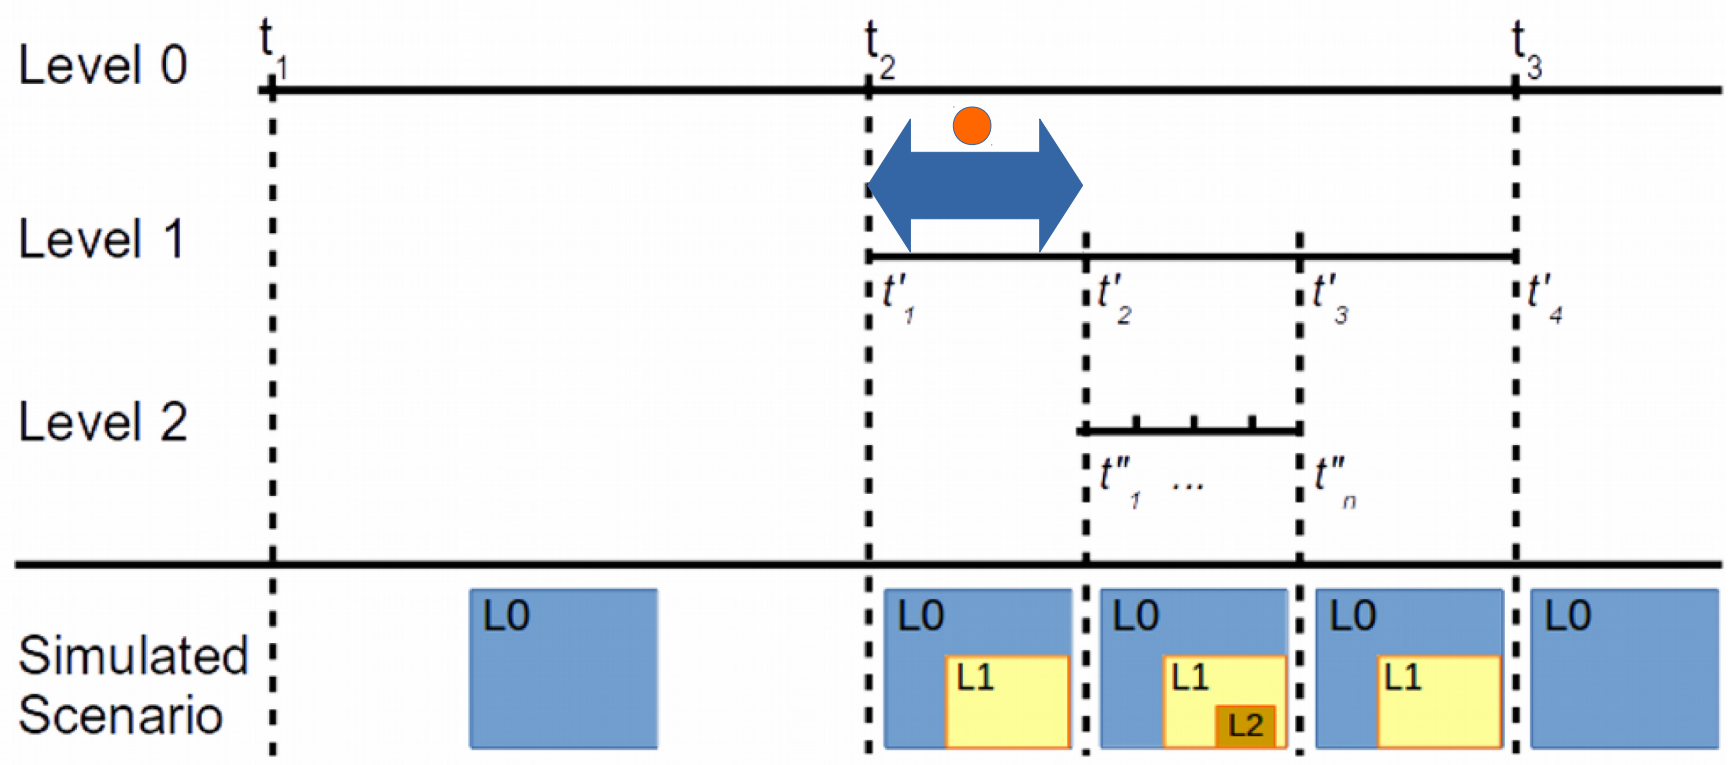 t1 t2 t3
Level 0
Level 1
t'1 t'2 t'3 t'4
Level 2
t"1 ... t"n
L0 L0 L0 L0 L0
L1 L1 L1
L2
Simulated
Scenario